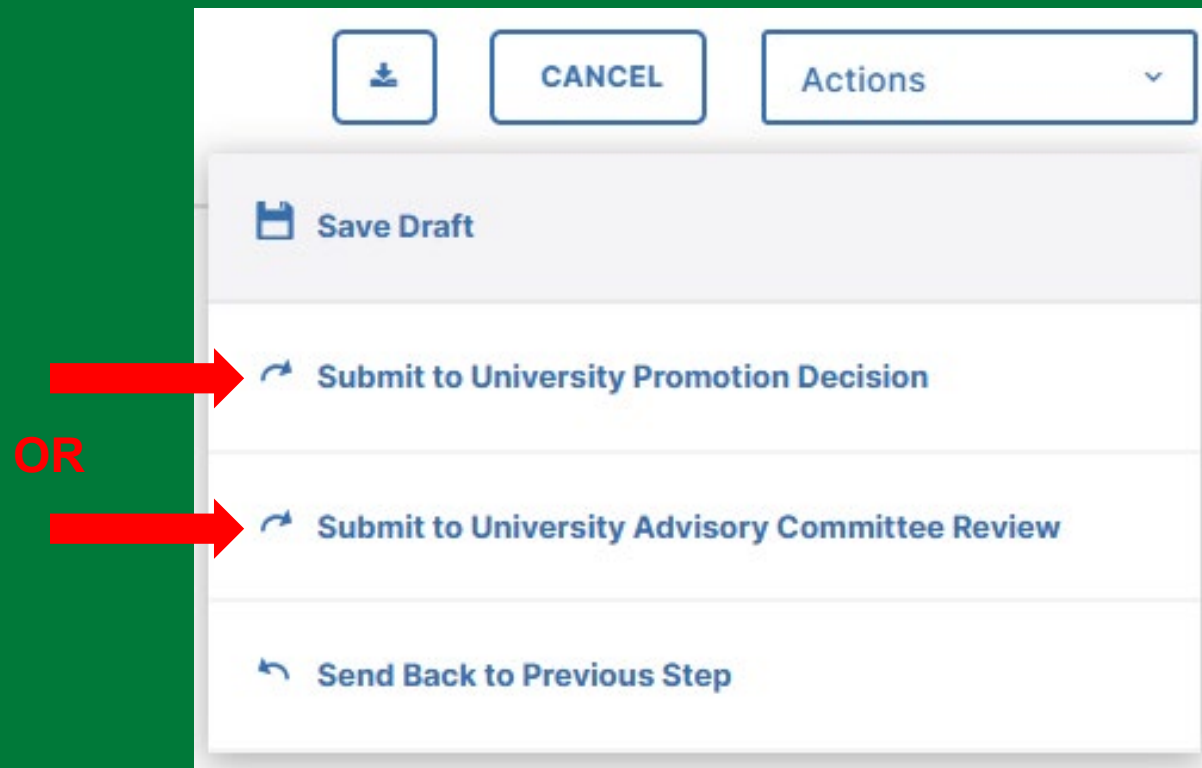 CANCEL
Actions
Save Draft
Submit to University Promotion Decision
OR
Submit to University Advisory Committee Review
Send Back to Previous Step